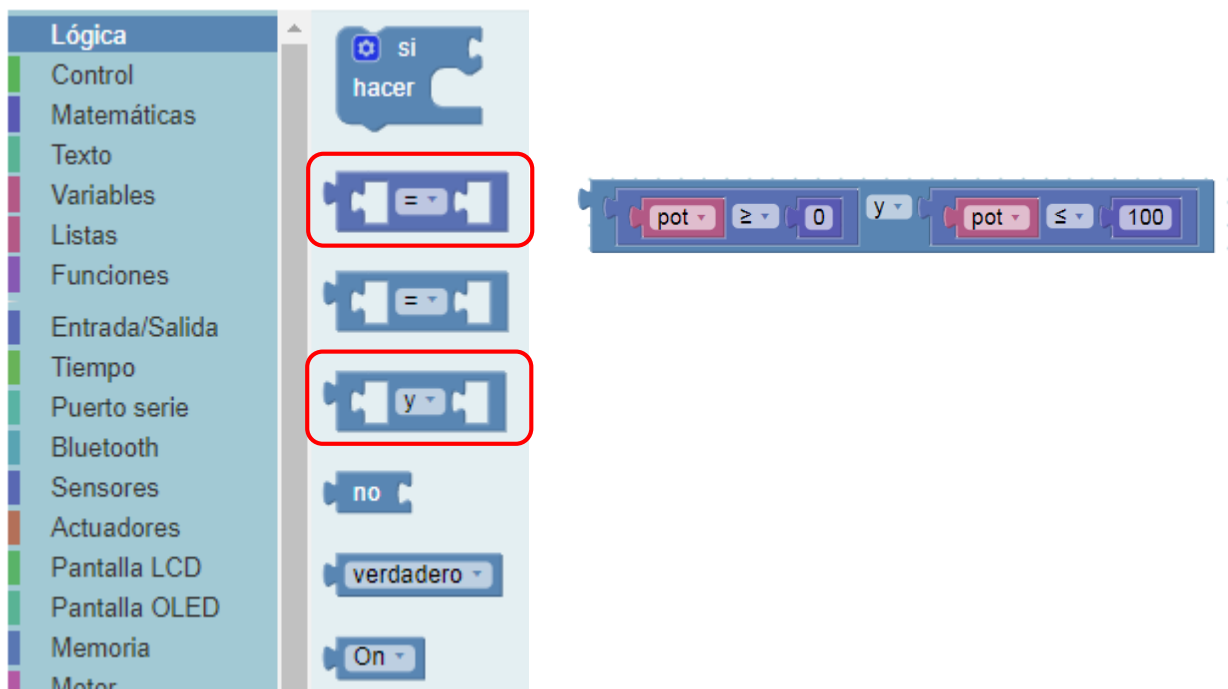 Lógica
Control
Matemáticas
Texto
Variables
Listas
Funciones
Entrada/Salida
Tiempo
Puerto serie
Bluetooth
Sensores
Actuadores
Pantalla LCD
Pantalla OLED
Memoria
Motor
si
hacer
=
=
y
no
verdadero
On
pot ≥ 0 y pot ≤ 100